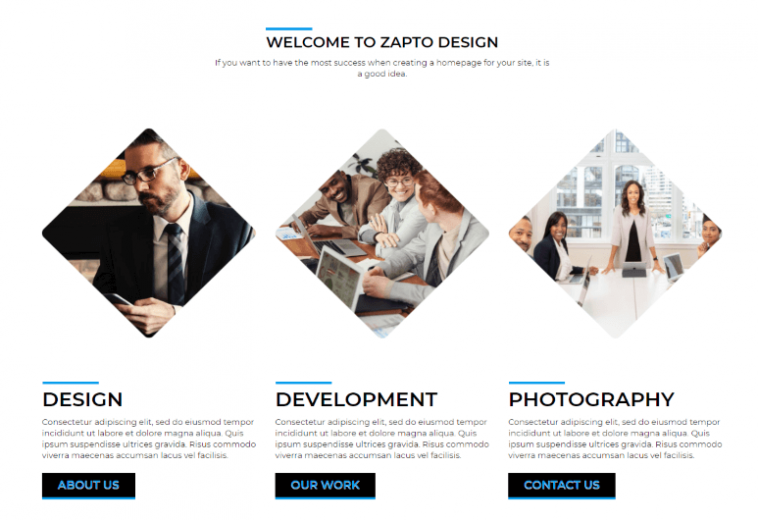 WELCOME TO ZAPTO DESIGN
If you want to have the most success when creating a homepage for your site, it is
a good idea.
DESIGN
Consectetur adipiscing elit, sed do eiusmod tempor
incididunt ut labore et dolore magna aliqua. Quis
ipsum suspendisse ultrices gravida. Risus commodo
viverra maecenas accumsan lacus vel facilisis.
ABOUT US
DEVELOPMENT
Consectetur adipiscing elit, sed do eiusmod tempor
incididunt ut labore et dolore magna aliqua. Quis
ipsum suspendisse ultrices gravida. Risus commodo
viverra maecenas accumsan lacus vel facilisis.
OUR WORK
PHOTOGRAPHY
Consectetur adipiscing elit, sed do eiusmod tempor
incididunt ut labore et dolore magna aliqua. Quis
ipsum suspendisse ultrices gravida. Risus commodo
viverra maecenas accumsan lacus vel facilisis.
CONTACT US